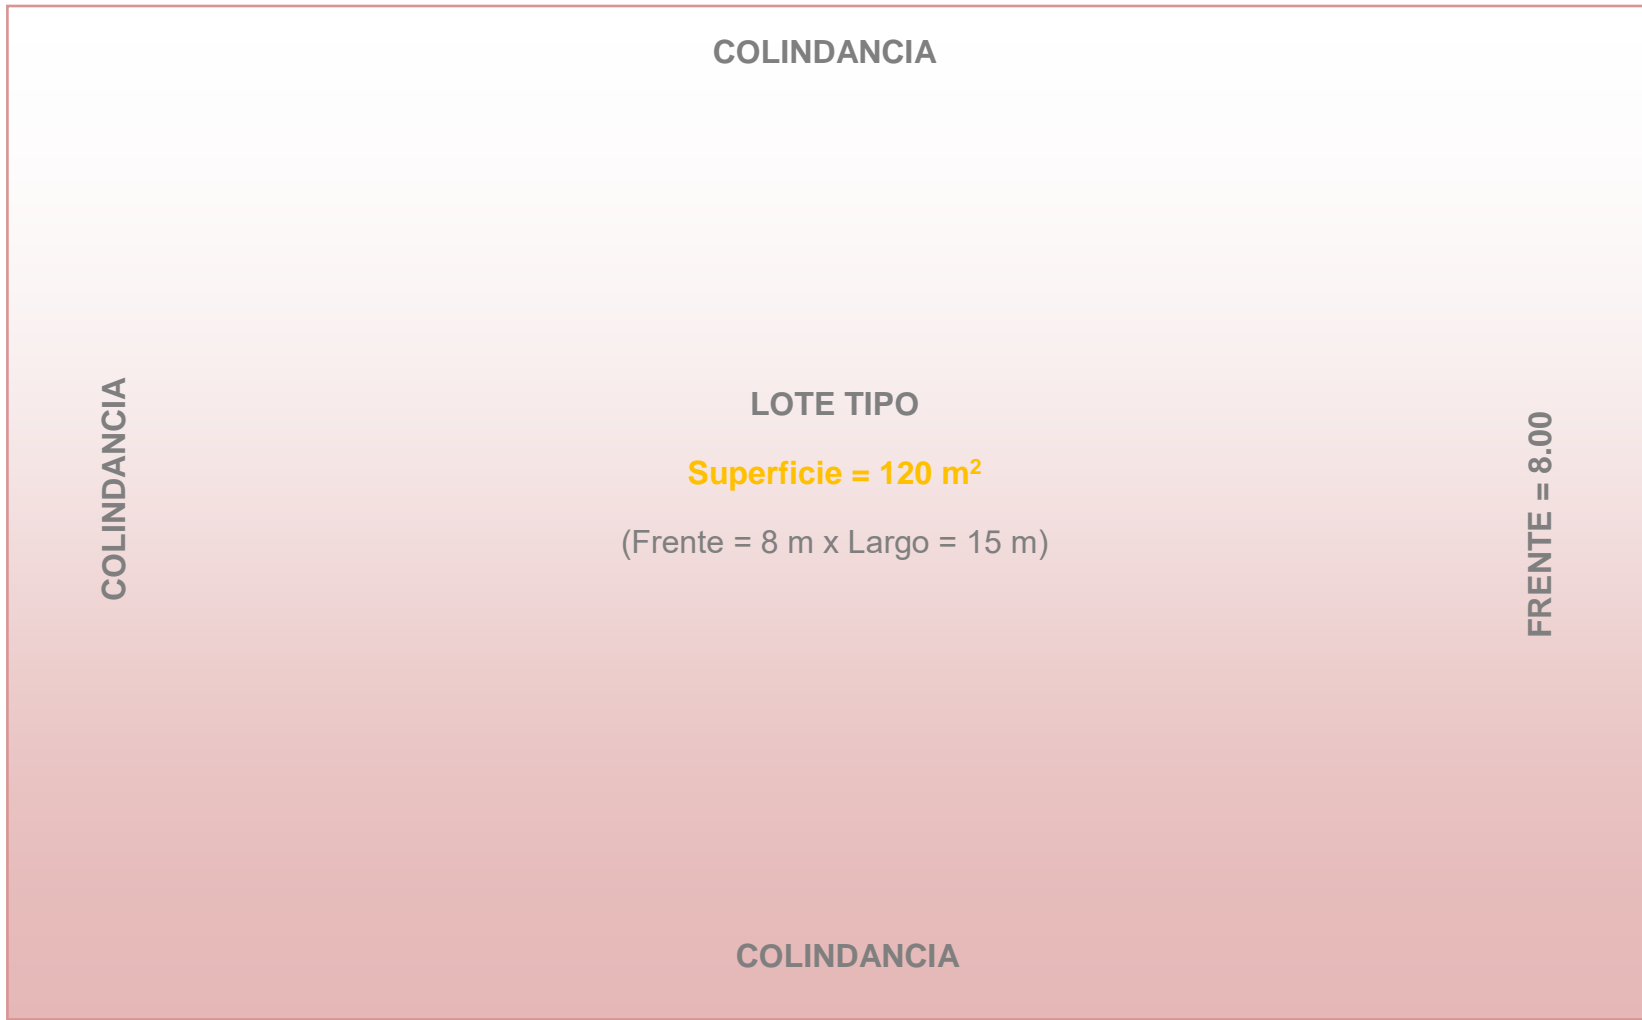 COLINDANCIA
COLINDANCIA
LOTE TIPO
Superficie = 120 m²
(Frente = 8 m x Largo = 15 m)
FRENTE = 8.00
COLINDANCIA